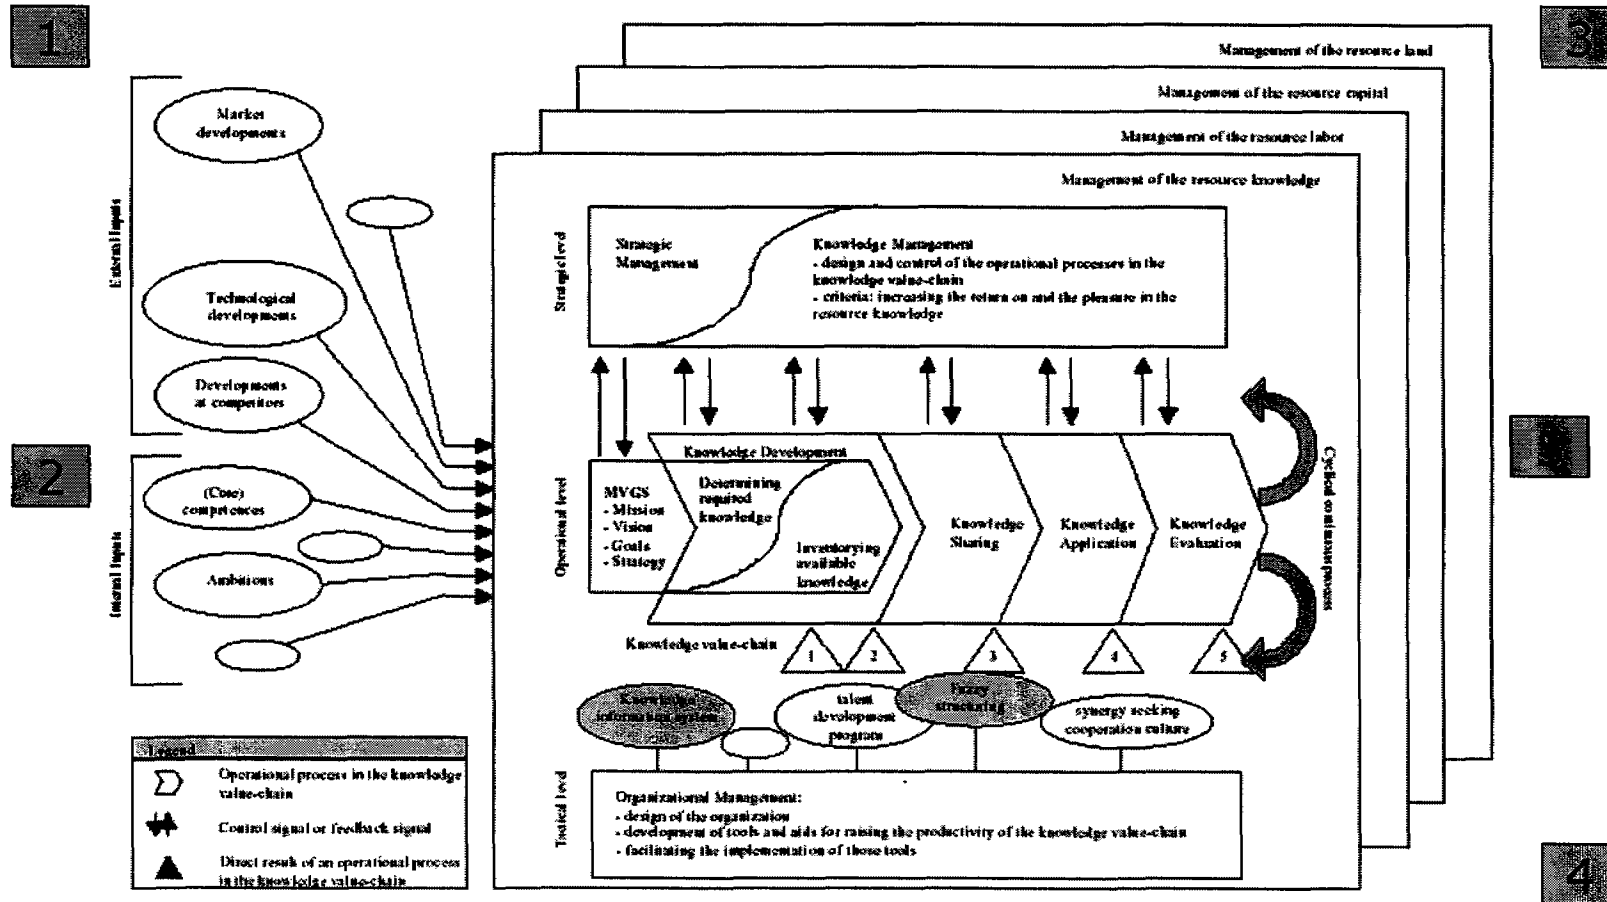 1
3
Management of the resource land
Management of the resource capital
Management of the resource labor
Management of the resource knowledge
External Inputs
Market
developments
Technological
developments
Developments
at competitors
2
Internal Inputs
(Core)
competences
Ambitions
Strategic level
Strategic
Management
Knowledge Management
- design and control of the operational processes in the
knowledge value-chain
- criteria: increasing the return on and the pleasure in the
resource knowledge
Operational level
Knowledge Development
MVGS
- Mission
- Vision
- Goals
- Strategy
Determining
required
knowledge
Inventorying
available
knowledge
Knowledge
Sharing
Knowledge
Application
Knowledge
Evaluation
Knowledge value-chain
1
2
3
4
5
Knowledge
information system
talent
development
program
Fuzzy
structuring
synergy seeking
cooperation culture
Tactical level
Organizational Management:
- design of the organization
- development of tools and aids for raising the productivity of the knowledge value-chain
- facilitating the implementation of those tools
Legend
Operational process in the knowledge
value-chain
Control signal or feedback signal
Direct result of an operational process
in the knowledge value-chain
4